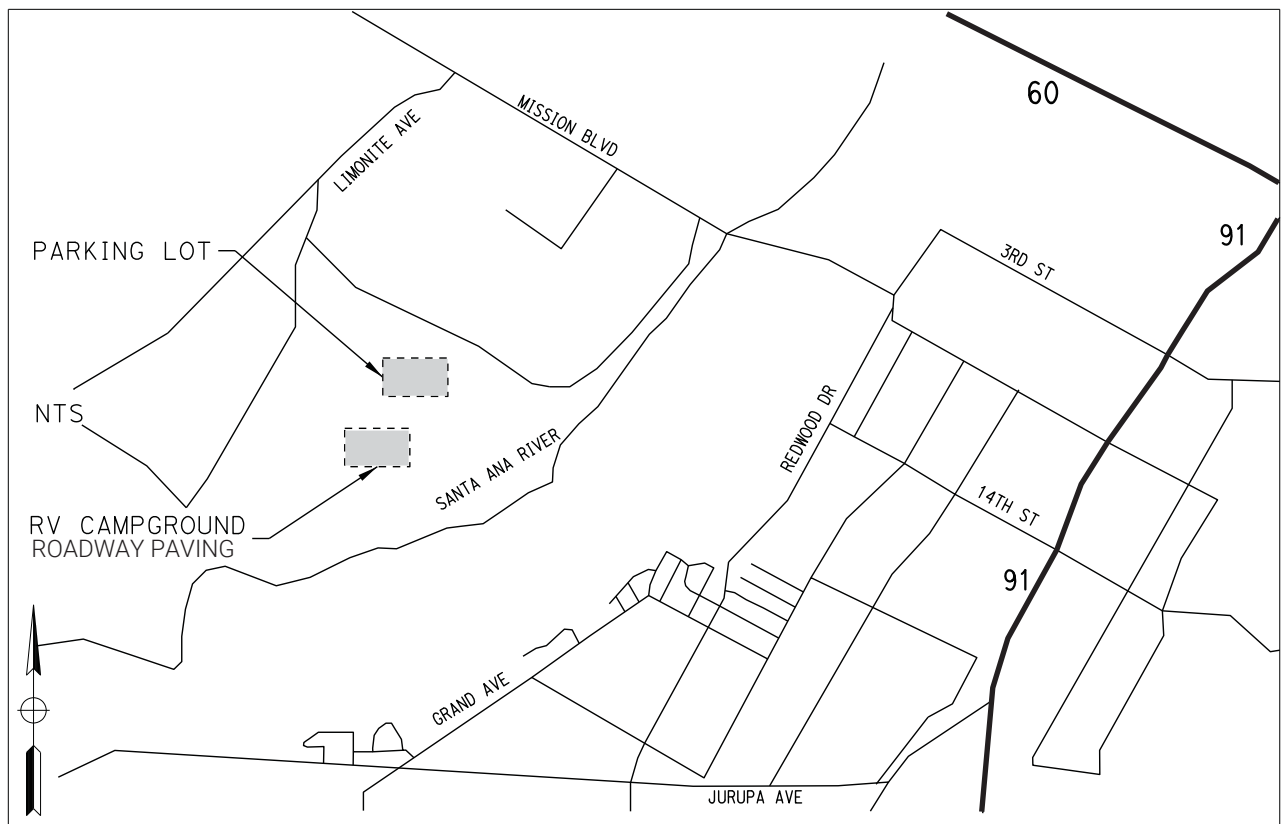 60
MISSION BLVD
LIMONITE AVE
91
PARKING LOT
3RD ST
NTS
REDWOOD DR
SANTA ANA RIVER
14TH ST
RV CAMPGROUND
ROADWAY PAVING
91
GRAND AVE
JURUPA AVE